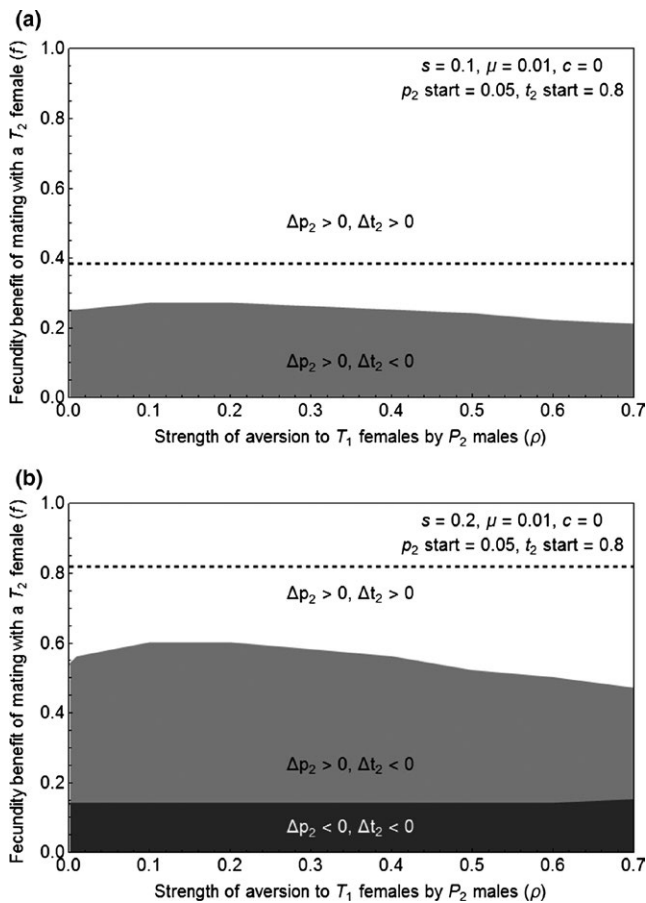 (a)
1.0
0.8
0.6
0.4
0.2
0.0
Fecundity benefit of mating with a T₂ female (f)
s = 0.1, μ = 0.01, c = 0
p₂ start = 0.05, t₂ start = 0.8
Δp₂ > 0, Δt₂ > 0
Δp₂ > 0, Δt₂ < 0
0.0 0.1 0.2 0.3 0.4 0.5 0.6 0.7
Strength of aversion to T₁ females by P₂ males (ρ)
(b)
1.0
0.8
0.6
0.4
0.2
0.0
Fecundity benefit of mating with a T₂ female (f)
s = 0.2, μ = 0.01, c = 0
p₂ start = 0.05, t₂ start = 0.8
Δp₂ > 0, Δt₂ > 0
Δp₂ > 0, Δt₂ < 0
Δp₂ < 0, Δt₂ < 0
0.0 0.1 0.2 0.3 0.4 0.5 0.6 0.7
Strength of aversion to T₁ females by P₂ males (ρ)